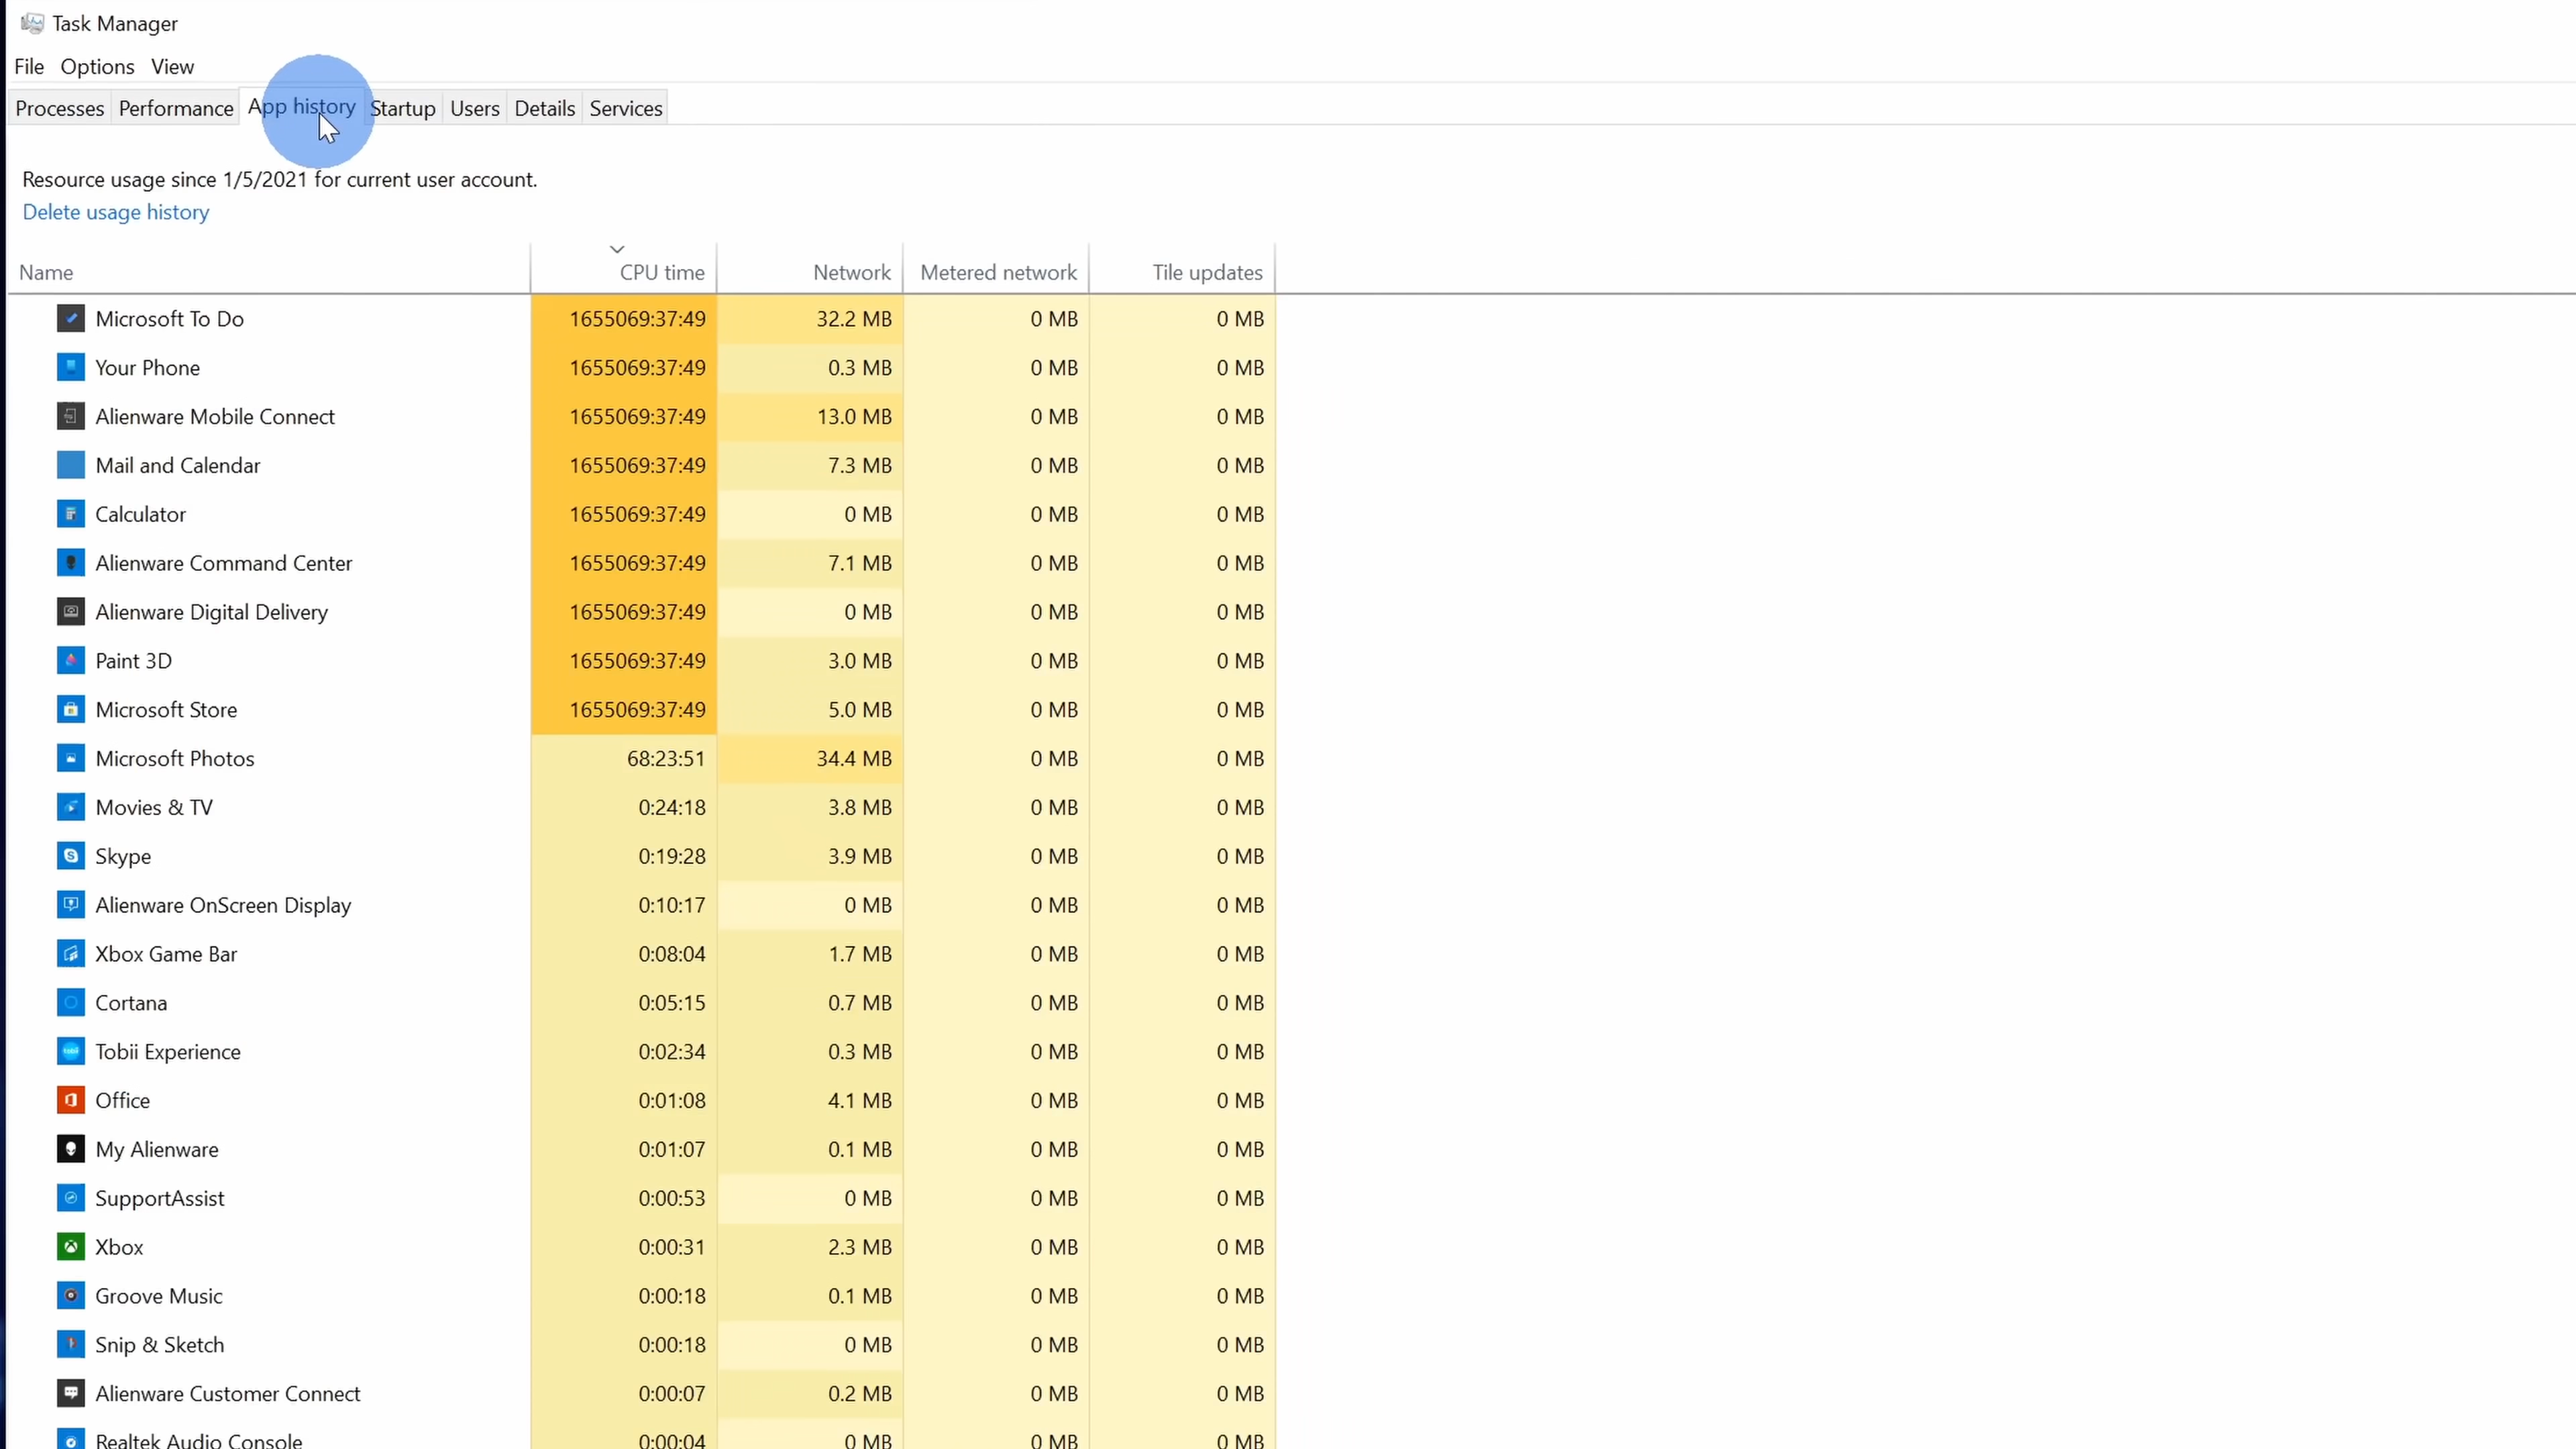 Task Manager
File Options View
Processes Performance App history Startup Users Details Services
Resource usage since 1/5/2021 for current user account.
Delete usage history
Name CPU time Network Metered network Tile updates
Microsoft To Do 1655069:37:49 32.2 MB 0 MB 0 MB
Your Phone 1655069:37:49 0.3 MB 0 MB 0 MB
Alienware Mobile Connect 1655069:37:49 13.0 MB 0 MB 0 MB
Mail and Calendar 1655069:37:49 7.3 MB 0 MB 0 MB
Calculator 1655069:37:49 0 MB 0 MB 0 MB
Alienware Command Center 1655069:37:49 7.1 MB 0 MB 0 MB
Alienware Digital Delivery 1655069:37:49 0 MB 0 MB 0 MB
Paint 3D 1655069:37:49 3.0 MB 0 MB 0 MB
Microsoft Store 1655069:37:49 5.0 MB 0 MB 0 MB
Microsoft Photos 68:23:51 34.4 MB 0 MB 0 MB
Movies & TV 0:24:18 3.8 MB 0 MB 0 MB
Skype 0:19:28 3.9 MB 0 MB 0 MB
Alienware OnScreen Display 0:10:17 0 MB 0 MB 0 MB
Xbox Game Bar 0:08:04 1.7 MB 0 MB 0 MB
Cortana 0:05:15 0.7 MB 0 MB 0 MB
Tobii Experience 0:02:34 0.3 MB 0 MB 0 MB
Office 0:01:08 4.1 MB 0 MB 0 MB
My Alienware 0:01:07 0.1 MB 0 MB 0 MB
SupportAssist 0:00:53 0 MB 0 MB 0 MB
Xbox 0:00:31 2.3 MB 0 MB 0 MB
Groove Music 0:00:18 0.1 MB 0 MB 0 MB
Snip & Sketch 0:00:18 0 MB 0 MB 0 MB
Alienware Customer Connect 0:00:07 0.2 MB 0 MB 0 MB
Realtek Audio Console 0:00:04 0 MB 0 MB 0 MB